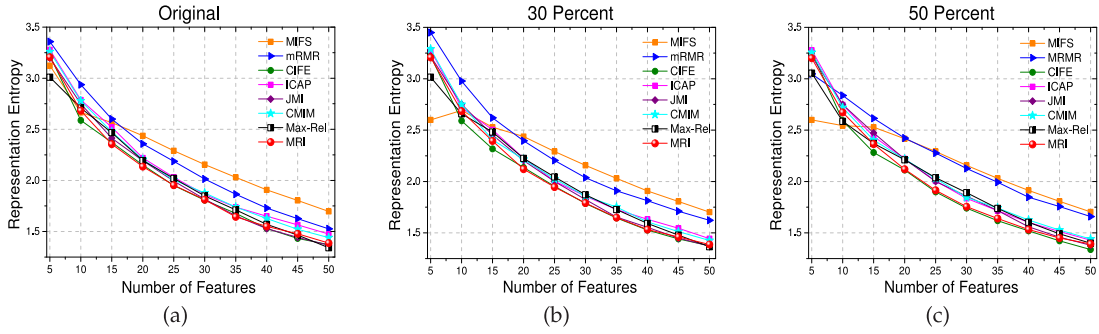 Original
Representation Entropy
3.5
3.0
2.5
2.0
1.5
MIFS
mRMR
CIFE
ICAP
JMI
CMIM
Max-Rel
MRI
5 10 15 20 25 30 35 40 45 50
Number of Features
(a)
30 Percent
Representation Entropy
3.5
3.0
2.5
2.0
1.5
MIFS
mRMR
CIFE
ICAP
JMI
CMIM
Max-Rel
MRI
5 10 15 20 25 30 35 40 45 50
Number of Features
(b)
50 Percent
Representation Entropy
3.5
3.0
2.5
2.0
1.5
MIFS
MRMR
CIFE
ICAP
JMI
CMIM
Max-Rel
MRI
5 10 15 20 25 30 35 40 45 50
Number of Features
(c)